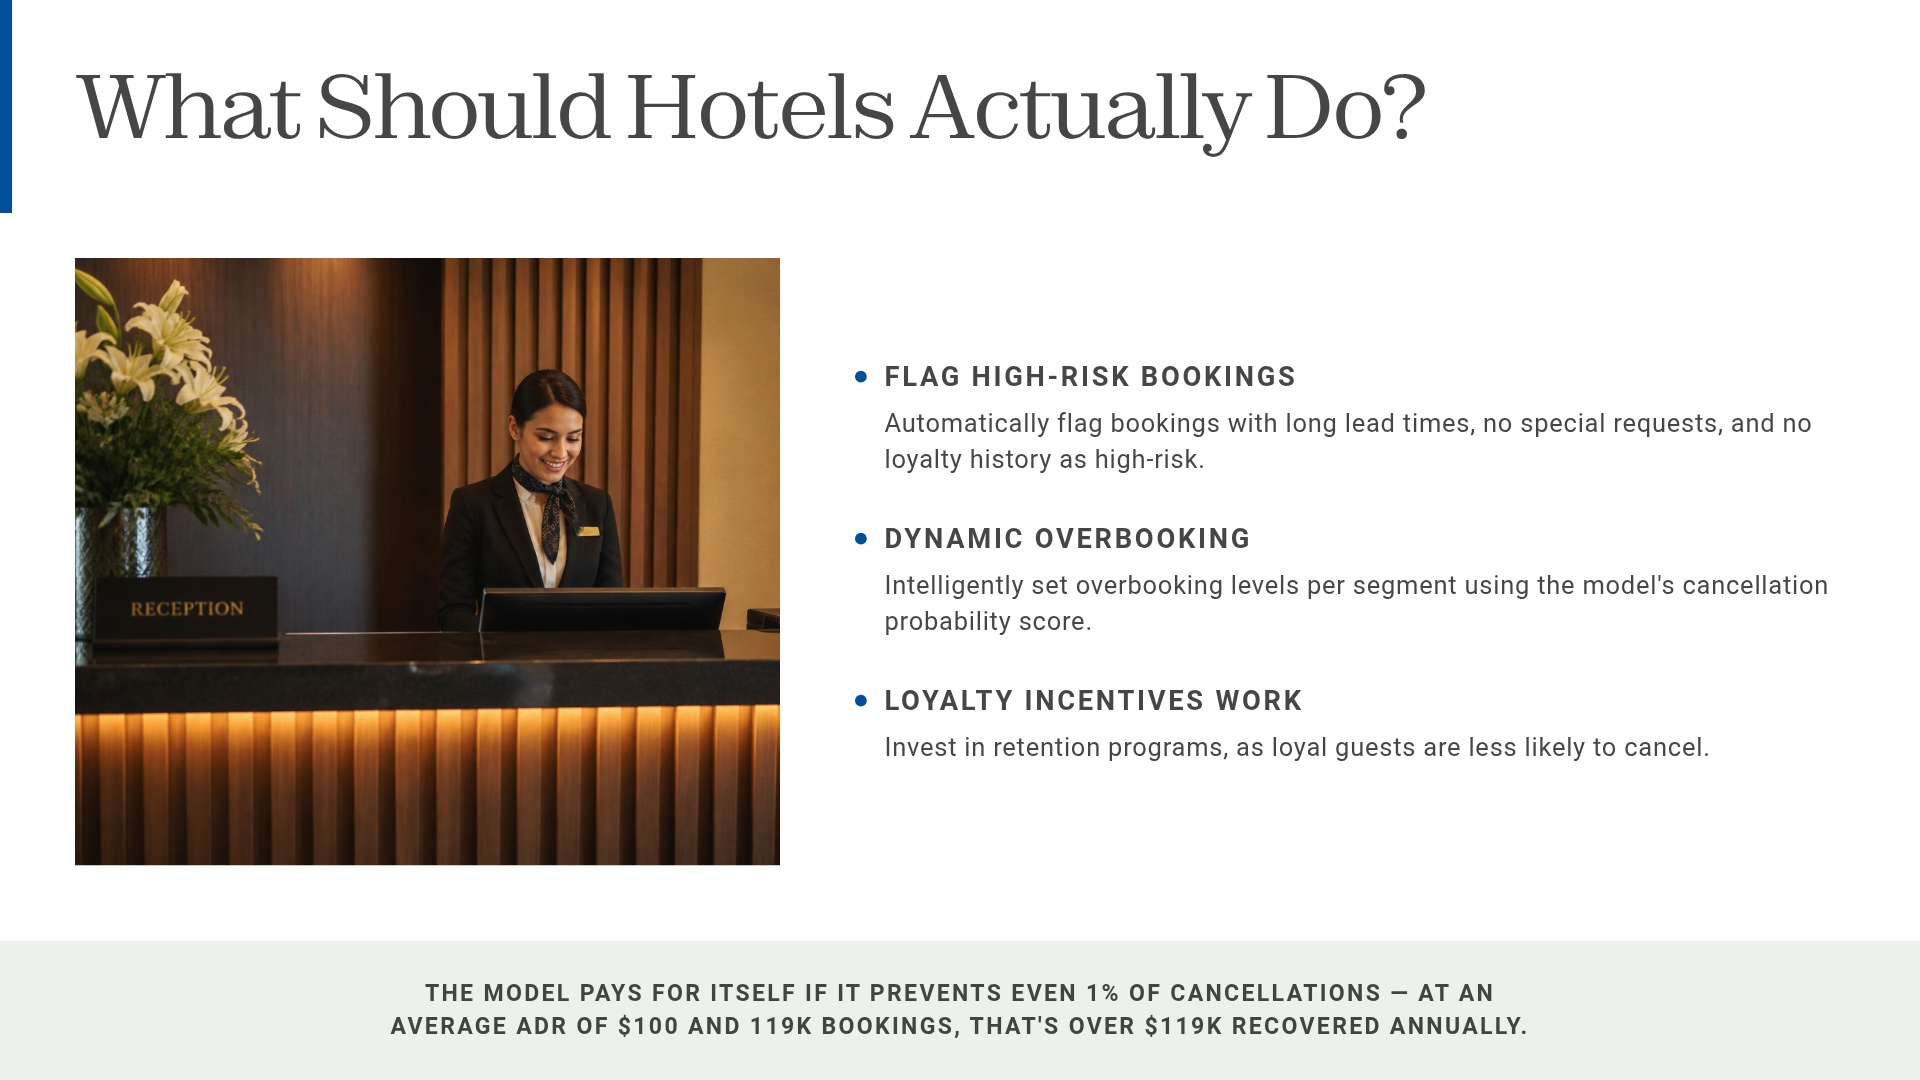 What Should Hotels Actually Do?
RECEPTION
FLAG HIGH-RISK BOOKINGS
Automatically flag bookings with long lead times, no special requests, and no
loyalty history as high-risk.
DYNAMIC OVERBOOKING
Intelligently set overbooking levels per segment using the model's cancellation
probability score.
LOYALTY INCENTIVES WORK
Invest in retention programs, as loyal guests are less likely to cancel.
THE MODEL PAYS FOR ITSELF IF IT PREVENTS EVEN 1% OF CANCELLATIONS — AT AN
AVERAGE ADR OF $100 AND 119K BOOKINGS, THAT'S OVER $119K RECOVERED ANNUALLY.